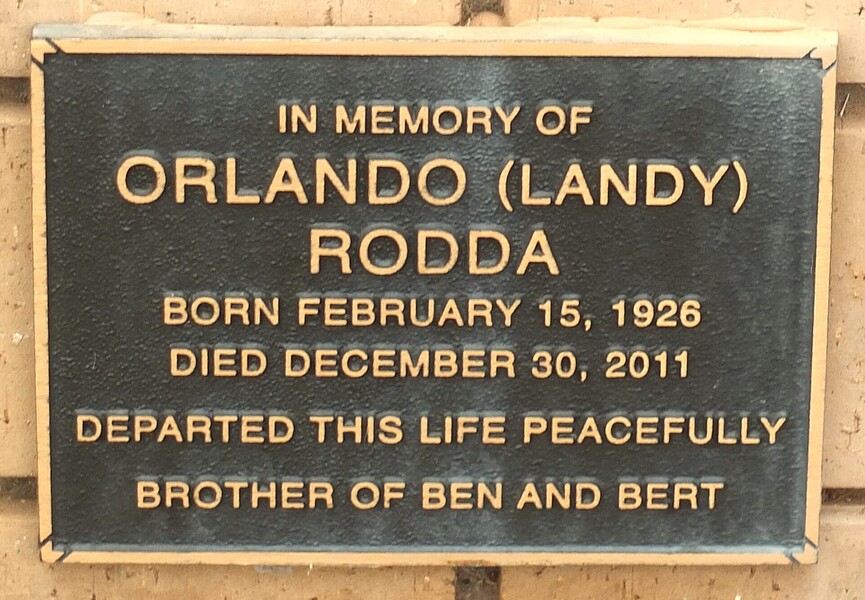 IN MEMORY OF
ORLANDO (LANDY)
RODDA
BORN FEBRUARY 15, 1926
DIED DECEMBER 30, 2011
DEPARTED THIS LIFE PEACEFULLY
BROTHER OF BEN AND BERT